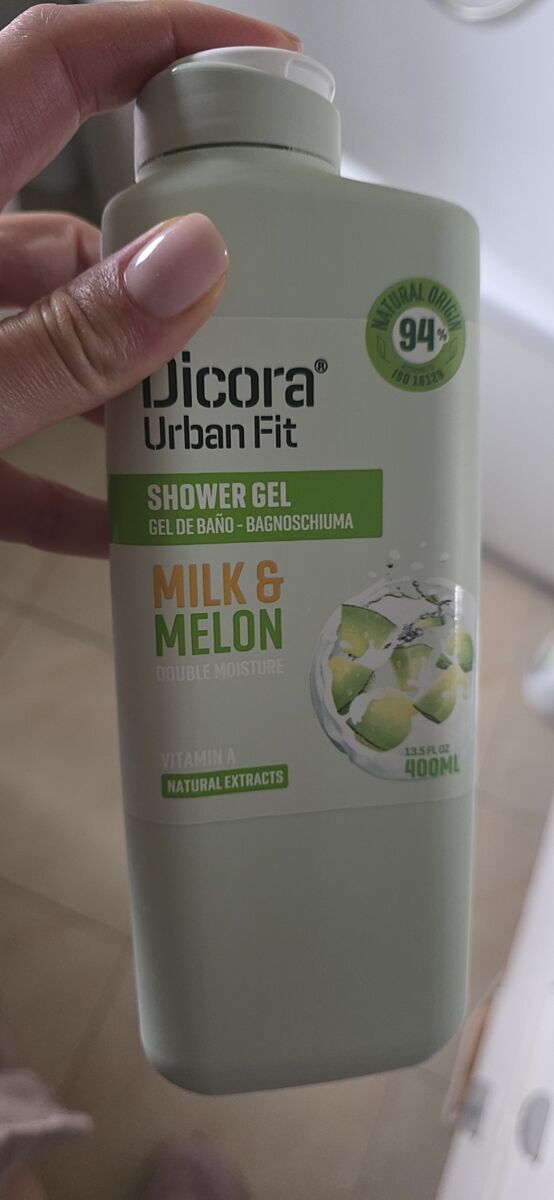 NATURAL ORIGIN
94%
ISO 16128
Dicora®
Urban Fit
SHOWER GEL
GEL DE BAÑO - BAGNOSCHIUMA
MILK &
MELON
DOUBLE MOISTURE
VITAMIN A
NATURAL EXTRACTS
13.5 FL OZ
400ML